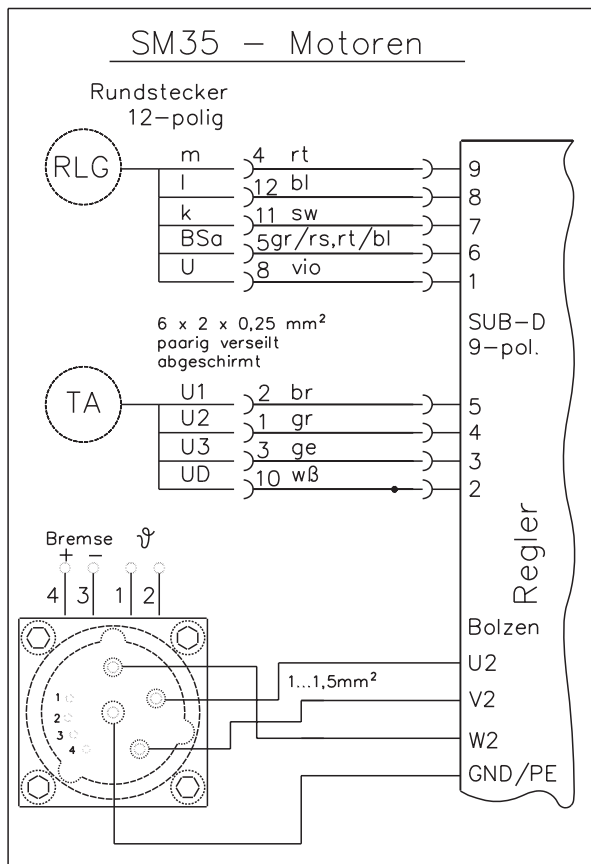 SM35 - Motoren
Rundstecker
12-polig
RLG
m 4 rt 9
l 12 bl 8
k 11 sw 7
BSa 5 gr/rs,rt/bl 6
U 8 vio 1
SUB-D
9-pol.
6 x 2 x 0,25 mm²
paarig verseilt
abgeschirmt
TA
U1 2 br 5
U2 1 gr 4
U3 3 ge 3
UD 10 wß 2
Regler
Bremse ϑ
+ -
4 3 1 2
Bolzen
U2
1...1,5mm²
V2
W2
GND/PE
1
2
3
4